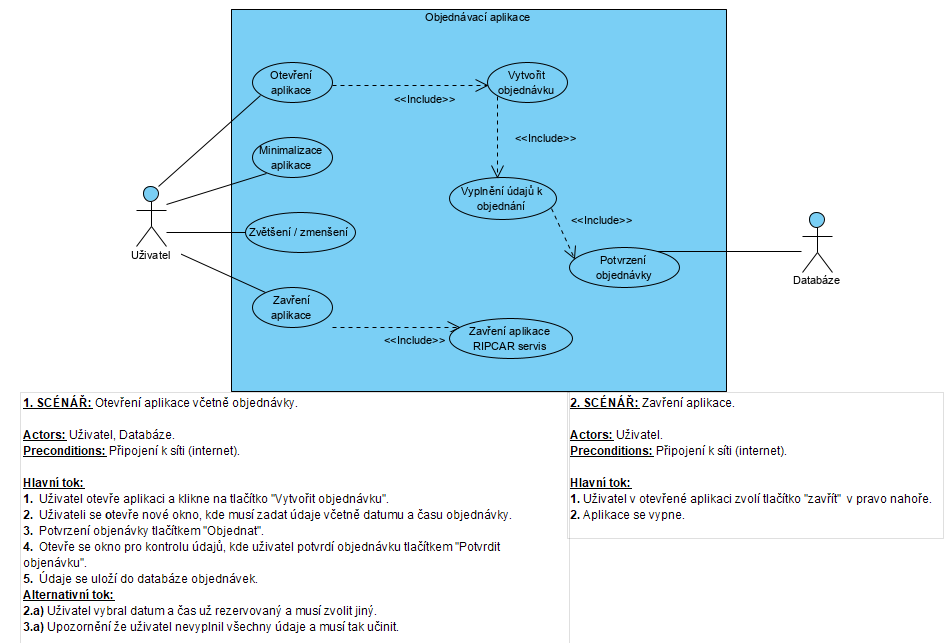 Objednávací aplikace
Otevření
aplikace
<<Include>>
Vytvořit
objednávku
<<Include>>
Minimalizace
aplikace
Vyplnění údajů k
objednání
<<Include>>
Uživatel
Zvětšení / zmenšení
Potvrzení
objednávky
Databáze
Zavření
aplikace
<<Include>>
Zavření aplikace
RIPCAR servis
1. SCÉNÁŘ: Otevření aplikace včetně objednávky.
Actors: Uživatel, Databáze.
Preconditions: Připojení k síti (internet).
Hlavní tok:
1. Uživatel otevře aplikaci a klikne na tlačítko "Vytvořit objednávku".
2. Uživateli se otevře nové okno, kde musí zadat údaje včetně datumu a času objednávky.
3. Potvrzení objenávky tlačítkem "Objednat".
4. Otevře se okno pro kontrolu údajů, kde uživatel potvrdí objednávku tlačítkem "Potvrdit
objenávku".
5. Údaje se uloží do databáze objednávek.
Alternativní tok:
2.a) Uživatel vybral datum a čas už rezervovaný a musí zvolit jiný.
3.a) Upozornění že uživatel nevyplnil všechny údaje a musí tak učinit.
2. SCÉNÁŘ: Zavření aplikace.
Actors: Uživatel.
Preconditions: Připojení k síti (internet).
Hlavní tok:
1. Uživatel v otevřené aplikaci zvolí tlačítko "zavřít" v pravo nahoře.
2. Aplikace se vypne.